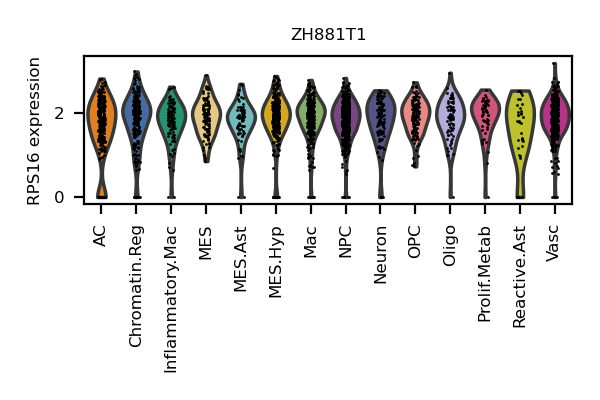 ZH881T1
RPS16 expression
2
0
AC
Chromatin.Reg
Inflammatory.Mac
MES
MES.Ast
MES.Hyp
Mac
NPC
Neuron
OPC
Oligo
Prolif.Metab
Reactive.Ast
Vasc